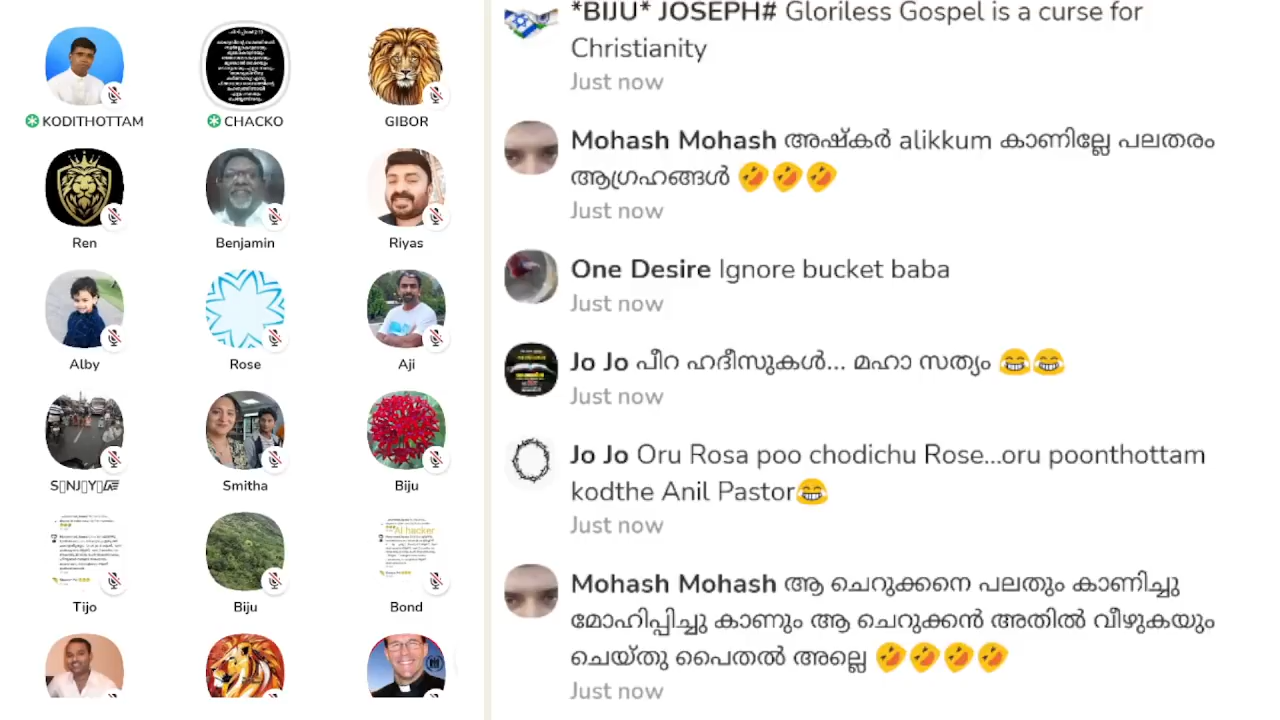 KODITHOTTAM
CHACKO
GIBOR
Ren
Benjamin
Riyas
Alby
Rose
Aji
Smitha
Biju
AI hacker
Tijo
Biju
Bond
*BIJU* JOSEPH# Gloriless Gospel is a curse for
Christianity
Just now
Mohash Mohash അഷ്കർ alikkum കാണില്ലേ പലതരം
ആഗ്രഹങ്ങൾ 🤣🤣🤣
Just now
One Desire Ignore bucket baba
Just now
Jo Jo പീറ ഹദീസുകൾ... മഹാ സത്യം 😂😂
Just now
Jo Jo Oru Rosa poo chodichu Rose...oru poonthottam
kodthe Anil Pastor😂
Just now
Mohash Mohash ആ ചെറുക്കനെ പലതും കാണിച്ചു
മോഹിപ്പിച്ചു കാണും ആ ചെറുക്കൻ അതിൽ വീഴുകയും
ചെയ്തു പൈതൽ അല്ലെ 🤣🤣🤣🤣
Just now